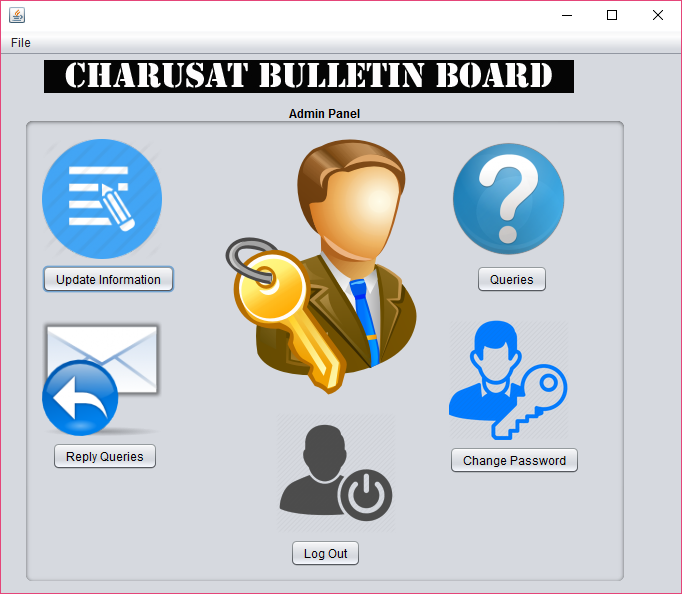 File
CHARUSAT BULLETIN BOARD
Admin Panel
Update Information
Queries
Reply Queries
Change Password
Log Out